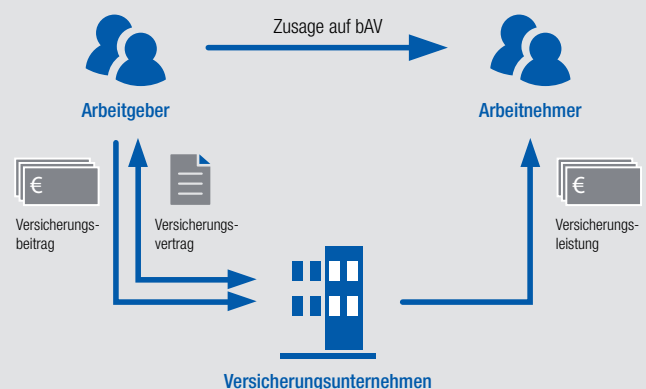 Zusage auf bAV
Arbeitgeber
Arbeitnehmer
€
Versicherungs-
beitrag
Versicherungs-
vertrag
€
Versicherungs-
leistung
Versicherungsunternehmen